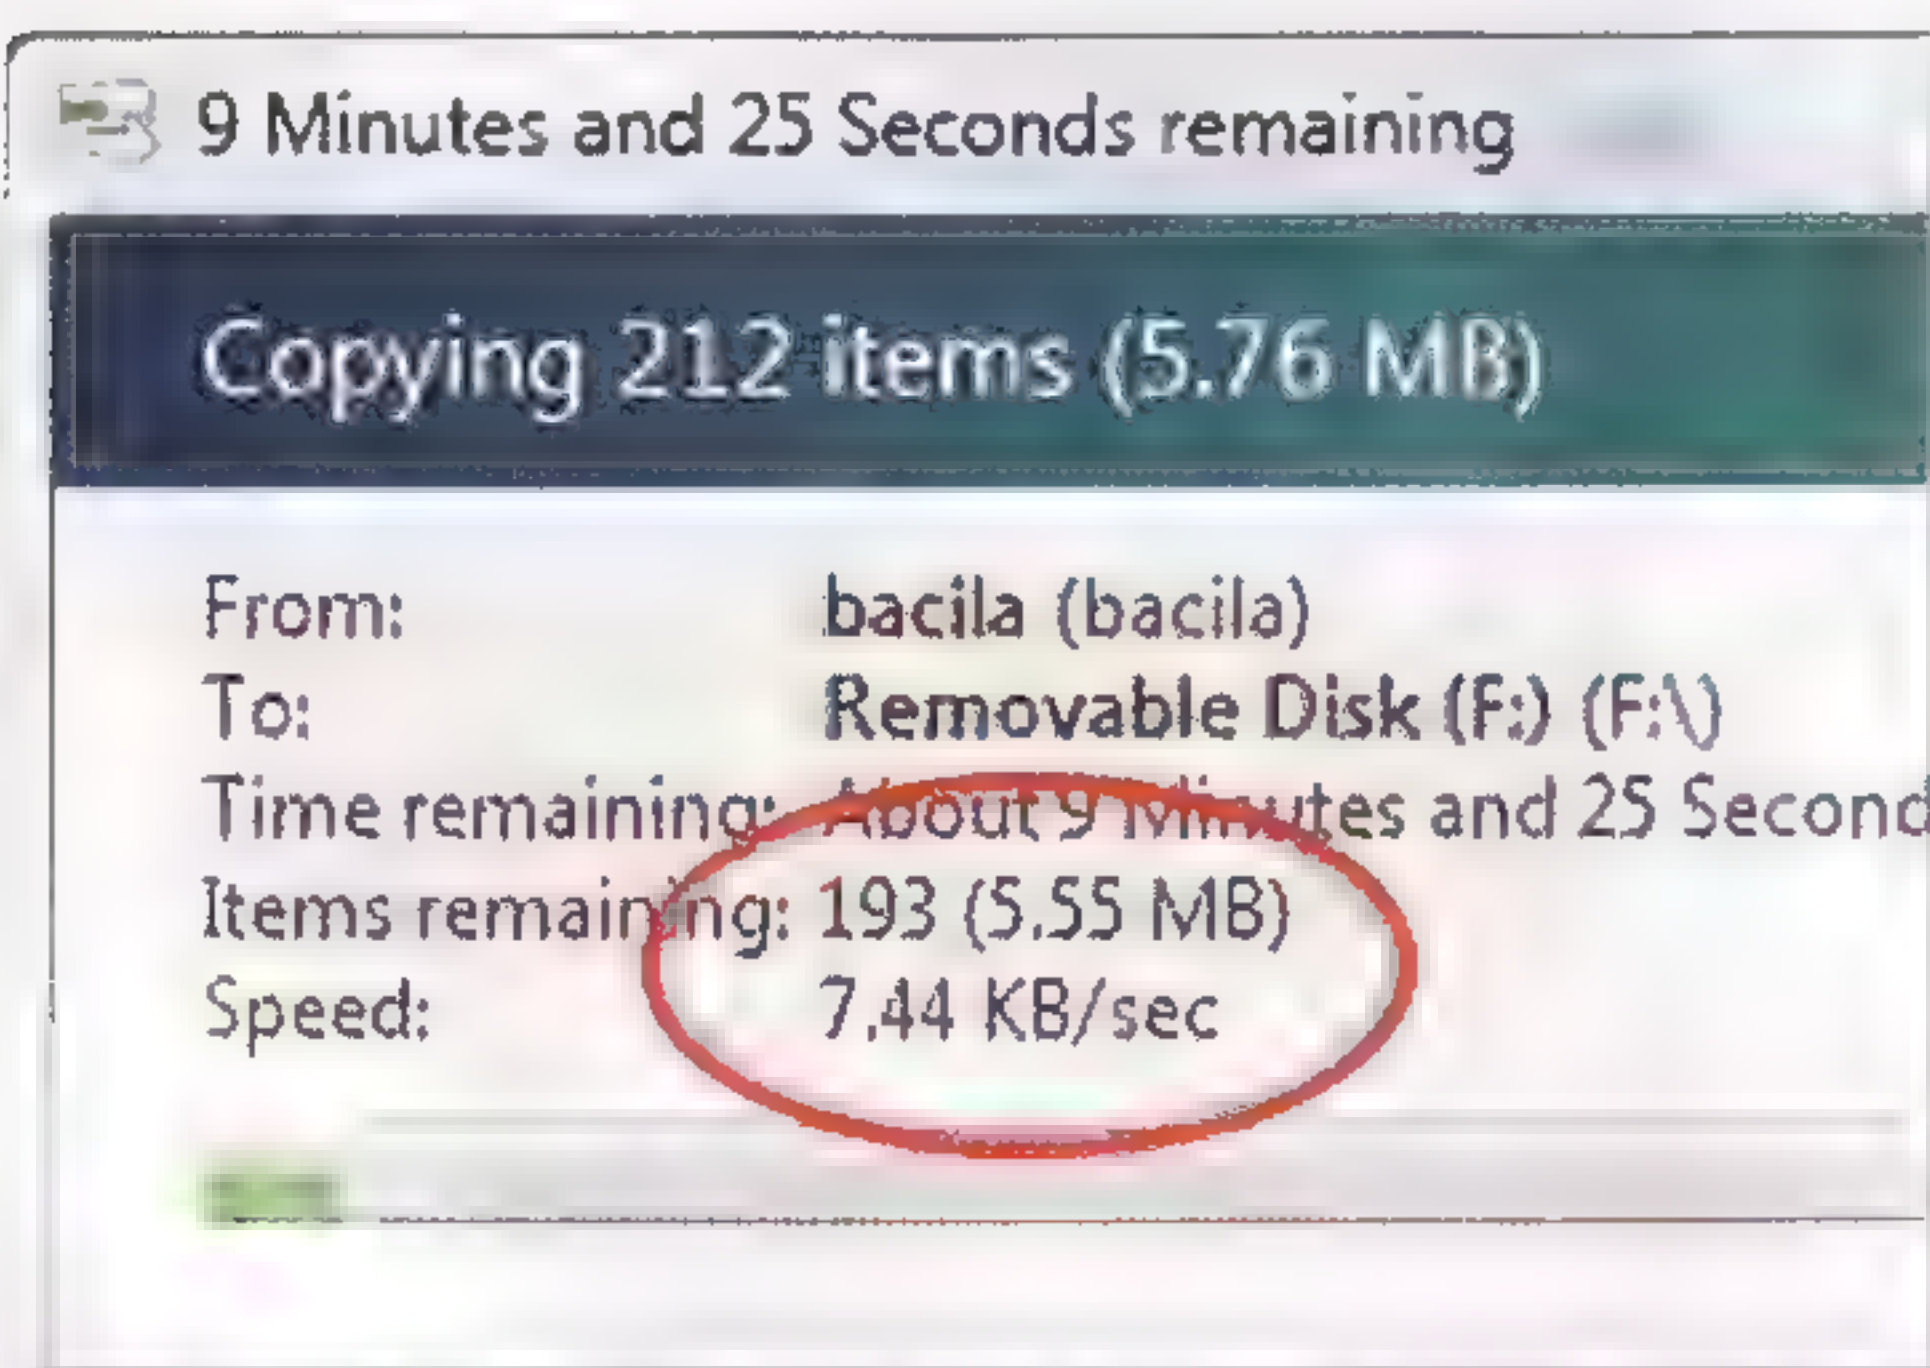 9 Minutes and 25 Seconds remaining
Copying 212 items (5.76 MB)
From: bacila (bacila)
To: Removable Disk (F:) (F:\)
Time remaining: About 9 Minutes and 25 Second
Items remaining: 193 (5.55 MB)
Speed: 7.44 KB/sec